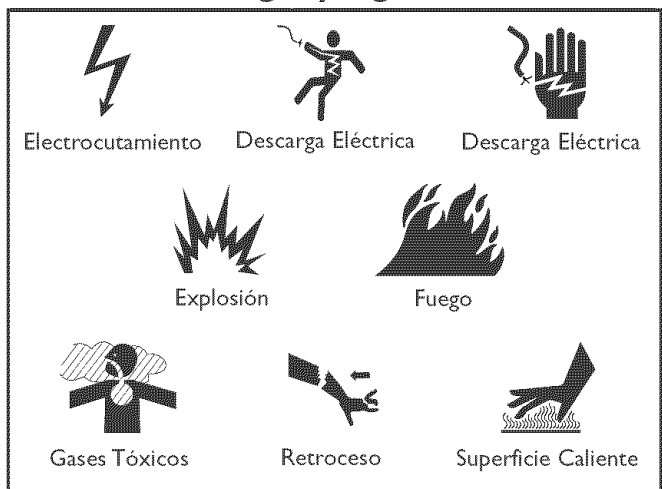 Electrocutamiento
Descarga Eléctrica
Descarga Eléctrica
Explosión
Fuego
Gases Tóxicos
Retroceso
Superficie Caliente